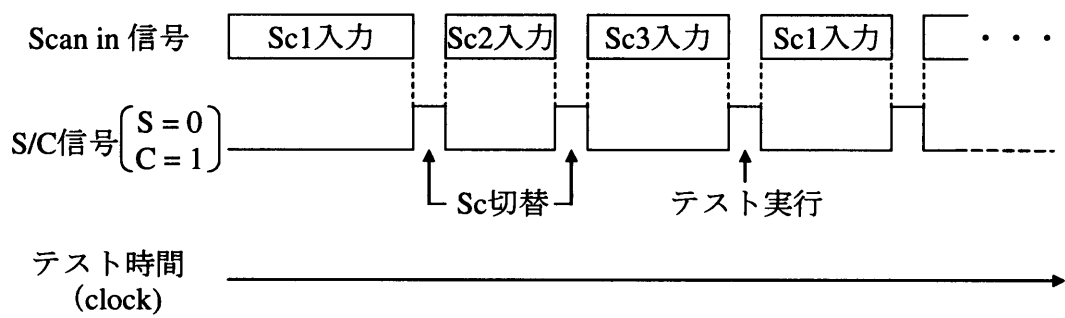 Scan in 信号
Sc1入力 Sc2入力 Sc3入力 Sc1入力 ・・・
S/C信号 S = 0
C = 1
Sc切替 テスト実行
テスト時間
(clock)